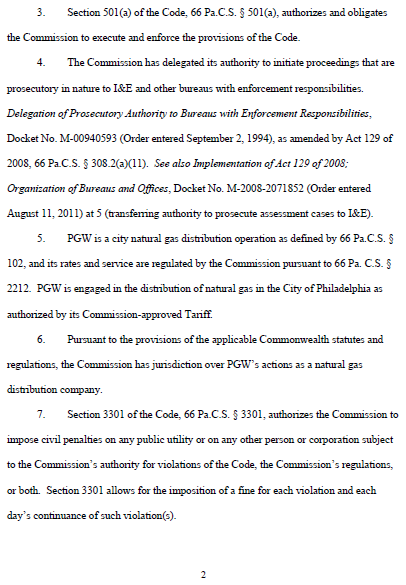 3. Section 501(a) of the Code, 66 Pa.C.S. § 501(a), authorizes and obligates
the Commission to execute and enforce the provisions of the Code.
4. The Commission has delegated its authority to initiate proceedings that are
prosecutory in nature to I&E and other bureaus with enforcement responsibilities.
Delegation of Prosecutory Authority to Bureaus with Enforcement Responsibilities,
Docket No. M-00940593 (Order entered September 2, 1994), as amended by Act 129 of
2008, 66 Pa.C.S. § 308.2(a)(11). See also Implementation of Act 129 of 2008;
Organization of Bureaus and Offices, Docket No. M-2008-2071852 (Order entered
August 11, 2011) at 5 (transferring authority to prosecute assessment cases to I&E).
5. PGW is a city natural gas distribution operation as defined by 66 Pa.C.S. §
102, and its rates and service are regulated by the Commission pursuant to 66 Pa. C.S. §
2212. PGW is engaged in the distribution of natural gas in the City of Philadelphia as
authorized by its Commission-approved Tariff.
6. Pursuant to the provisions of the applicable Commonwealth statutes and
regulations, the Commission has jurisdiction over PGW's actions as a natural gas
distribution company.
7. Section 3301 of the Code, 66 Pa.C.S. § 3301, authorizes the Commission to
impose civil penalties on any public utility or on any other person or corporation subject
to the Commission's authority for violations of the Code, the Commission's regulations,
or both. Section 3301 allows for the imposition of a fine for each violation and each
day's continuance of such violation(s).
2